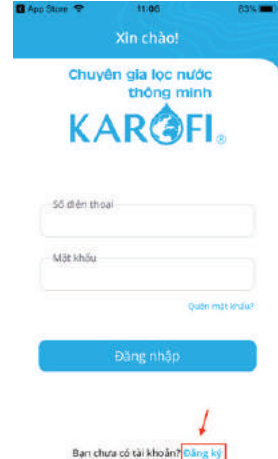 App Store 11:06 83%
Xin chào!
Chuyên gia lọc nước
thông minh
KAROFI®
Số điện thoại
Mật khẩu
Quên mật khẩu?
Đăng nhập
Bạn chưa có tài khoản? Đăng ký